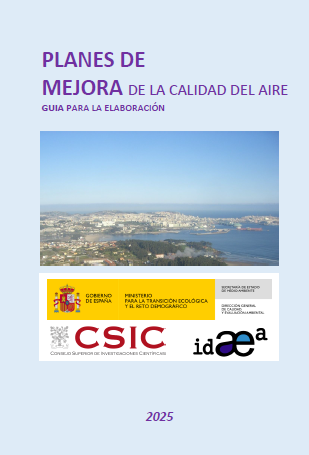 PLANES DE
MEJORA DE LA CALIDAD DEL AIRE
GUIA PARA LA ELABORACIÓN
GOBIERNO
DE ESPAÑA
MINISTERIO
PARA LA TRANSICIÓN ECOLÓGICA
Y EL RETO DEMOGRÁFICO
SECRETARÍA DE ESTADO
DE MEDIO AMBIENTE
DIRECCIÓN GENERAL
DE CALIDAD
Y EVALUACIÓN AMBIENTAL
CSIC
CONSEJO SUPERIOR DE INVESTIGACIONES CIENTÍFICAS
idæa
2025